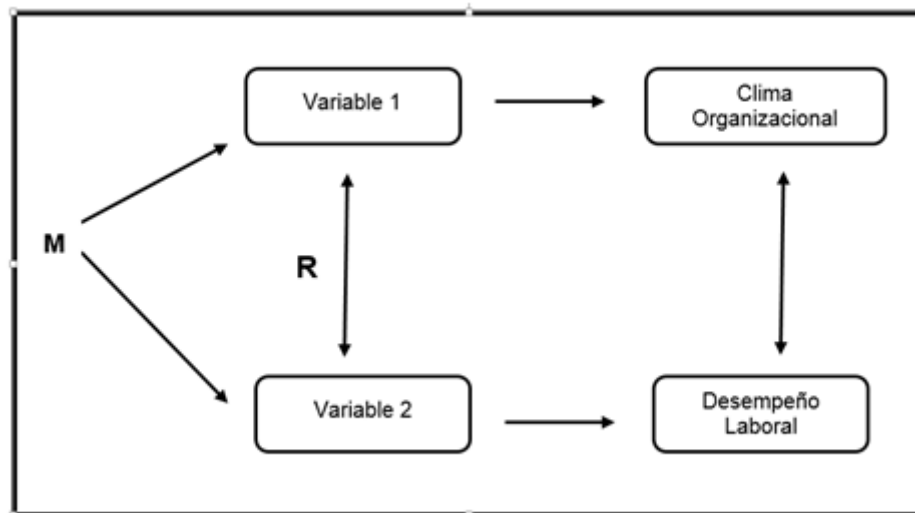 Variable 1
Clima
Organizacional
M
R
Variable 2
Desempeño
Laboral